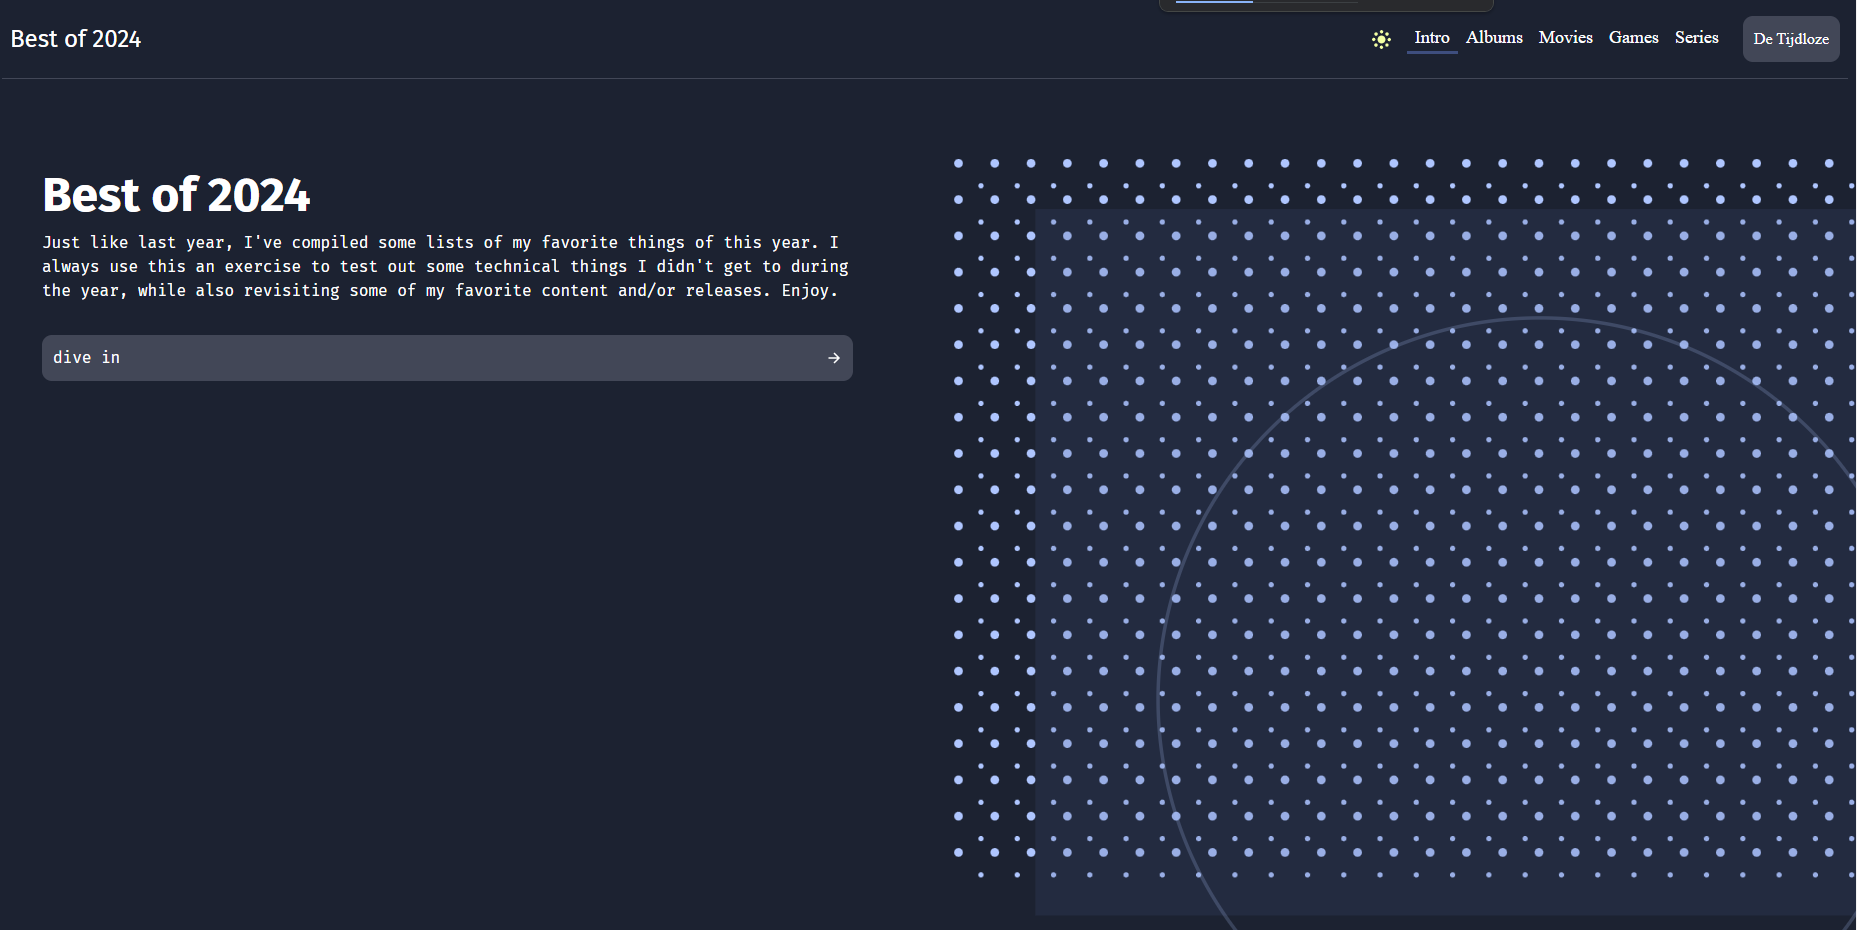 Best of 2024
Intro Albums Movies Games Series De Tijdloze
Best of 2024
Just like last year, I've compiled some lists of my favorite things of this year. I
always use this an exercise to test out some technical things I didn't get to during
the year, while also revisiting some of my favorite content and/or releases. Enjoy.
dive in →